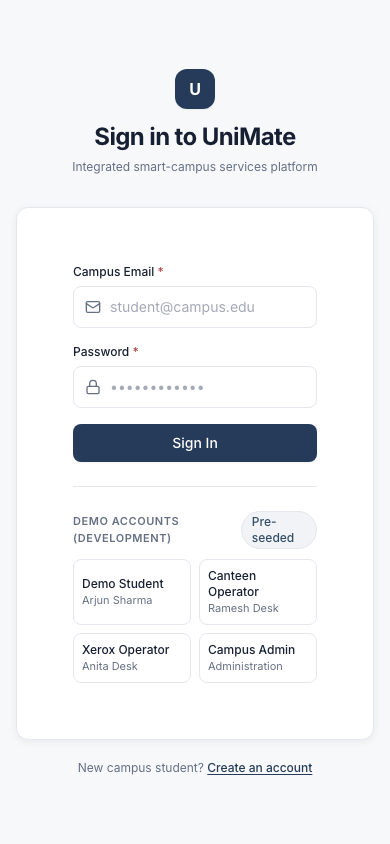 U
Sign in to UniMate
Integrated smart-campus services platform
Campus Email *
student@campus.edu
Password *
••••••••••••
Sign In
DEMO ACCOUNTS
(DEVELOPMENT)
Pre-
seeded
Demo Student
Arjun Sharma
Canteen
Operator
Ramesh Desk
Xerox Operator
Anita Desk
Campus Admin
Administration
New campus student? Create an account